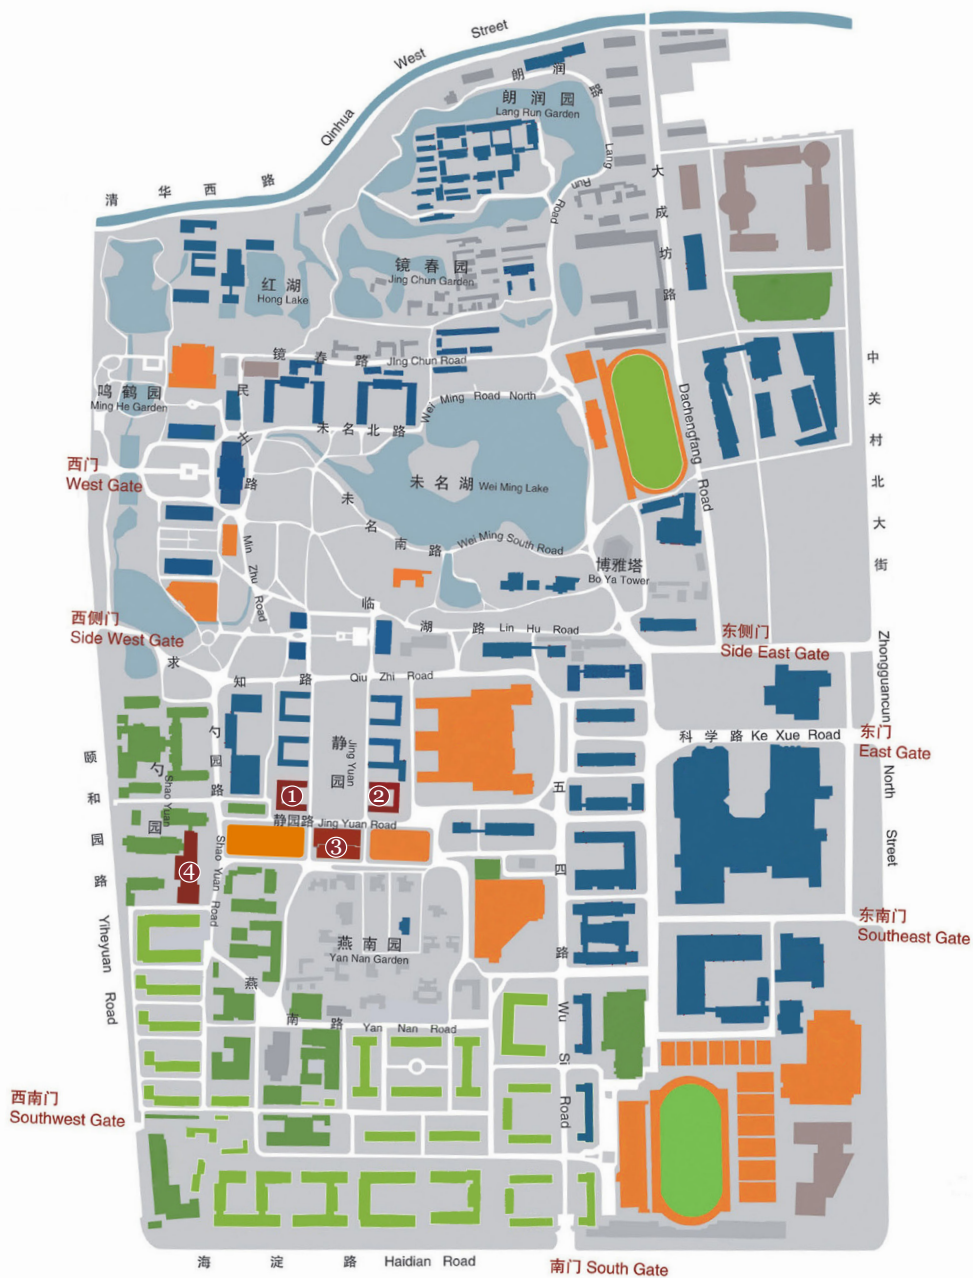 West Street
Qinhua
清华西路
朗润
路
朗润园
Lang Run Garden
Lang
Run
Road
大成坊路
镜春园
Jing Chun Garden
红湖
Hong Lake
镜春路 Jing Chun Road
鸣鹤园
Ming He Garden
民主路
Min Zhu Road
未名北路
Wei Ming Road North
Dachengfang Road
中关村北大街
西门
West Gate
未名湖 Wei Ming Lake
未名南路
Wei Ming South Road
博雅塔
Bo Ya Tower
临湖路 Lin Hu Road
西侧门
Side West Gate
东侧门
Side East Gate
Zhongguancun North Street
求知路 Qiu Zhi Road
科学路 Ke Xue Road
东门
East Gate
静园
Jing Yuan
勺园路
勺园
Shao Yuan
颐和园路
①
②
静园路 Jing Yuan Road
③
④
Shao Yuan Road
五四路
东南门
Southeast Gate
Yiheyuan Road
燕南园
Yan Nan Garden
燕南路 Yan Nan Road
Wu Si Road
西南门
Southwest Gate
海淀路 Haidian Road
南门 South Gate